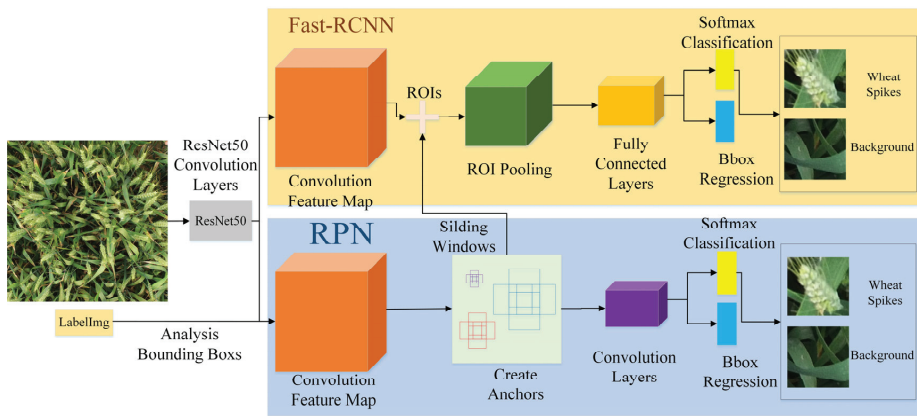 Fast-RCNN
Softmax
Classification
ROIs
Wheat
Spikes
ResNet50
Convolution
Layers
ResNet50
Convolution
Feature Map
ROI Pooling
Fully
Connected
Layers
Bbox
Regression
Background
RPN
Silding
Windows
Softmax
Classification
LabelImg
Analysis
Bounding Boxs
Convolution
Feature Map
Create
Anchors
Convolution
Layers
Bbox
Regression
Wheat
Spikes
Background